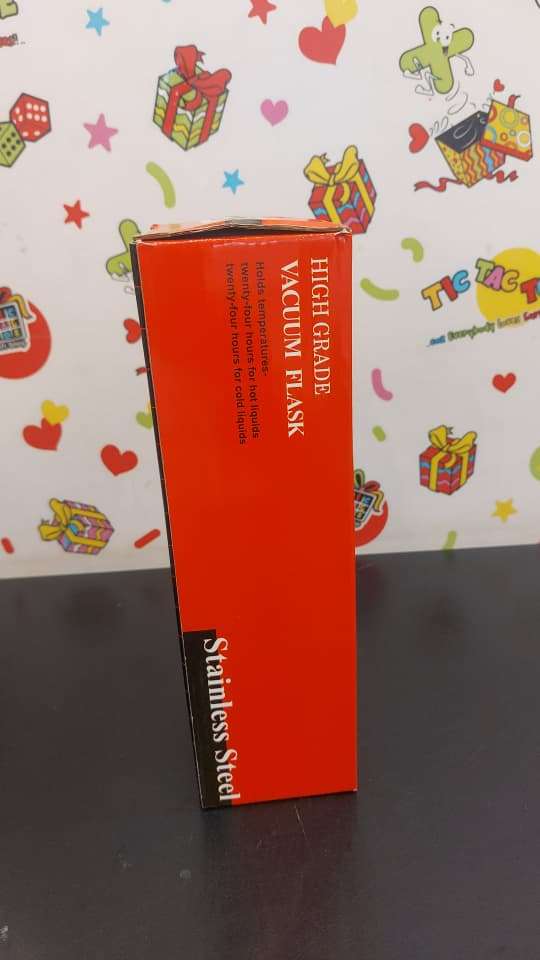 HIGH GRADE
VACUUM FLASK
Holds temperatures-
twenty-four hours for hot liquids
twenty-four hours for cold liquids
Stainless Steel
TIC TAC T